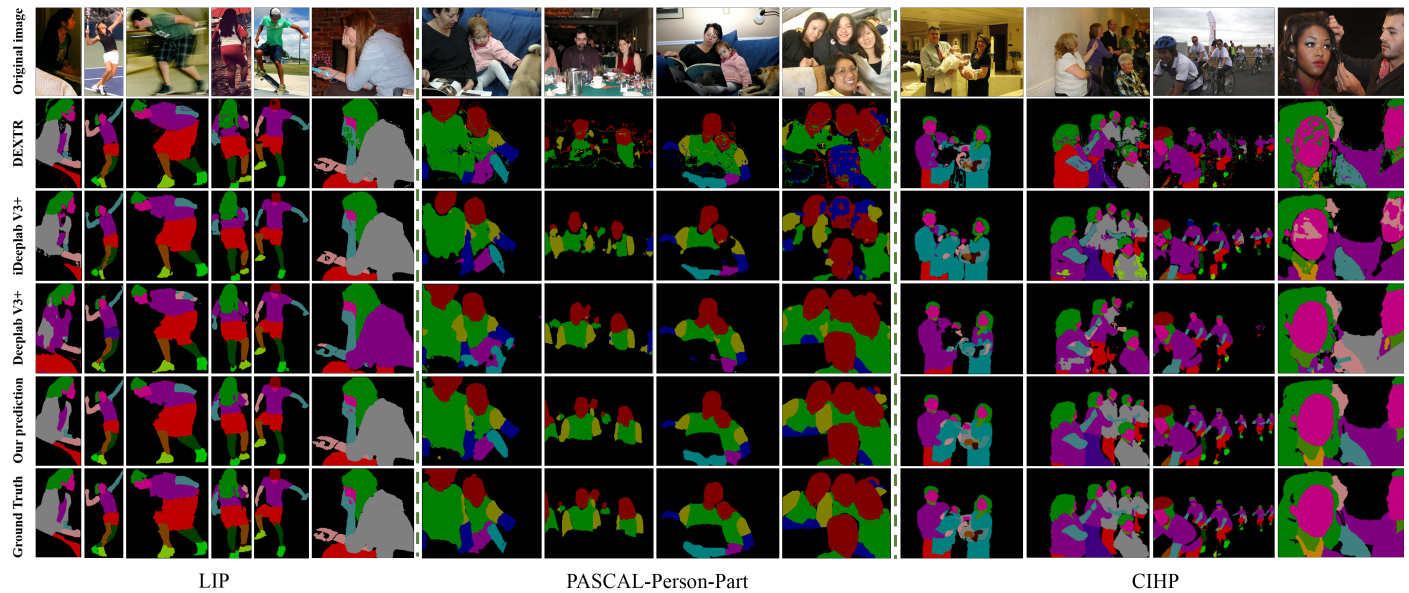 Original image
DEXTR
iDeeplab V3+
Deeplab V3+
Our prediction
Ground Truth
LIP
PASCAL-Person-Part
CIHP